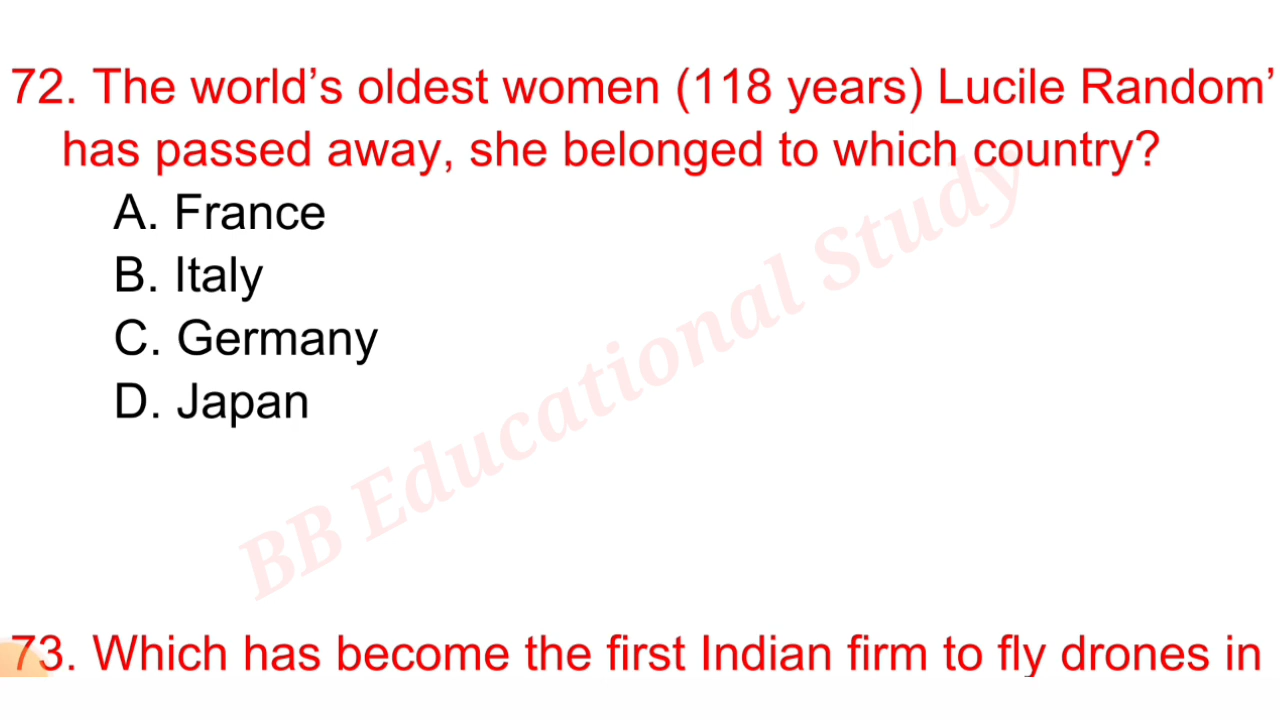 72. The world’s oldest women (118 years) Lucile Random’
has passed away, she belonged to which country?
A. France
B. Italy
C. Germany
D. Japan
BB Educational Study
73. Which has become the first Indian firm to fly drones in